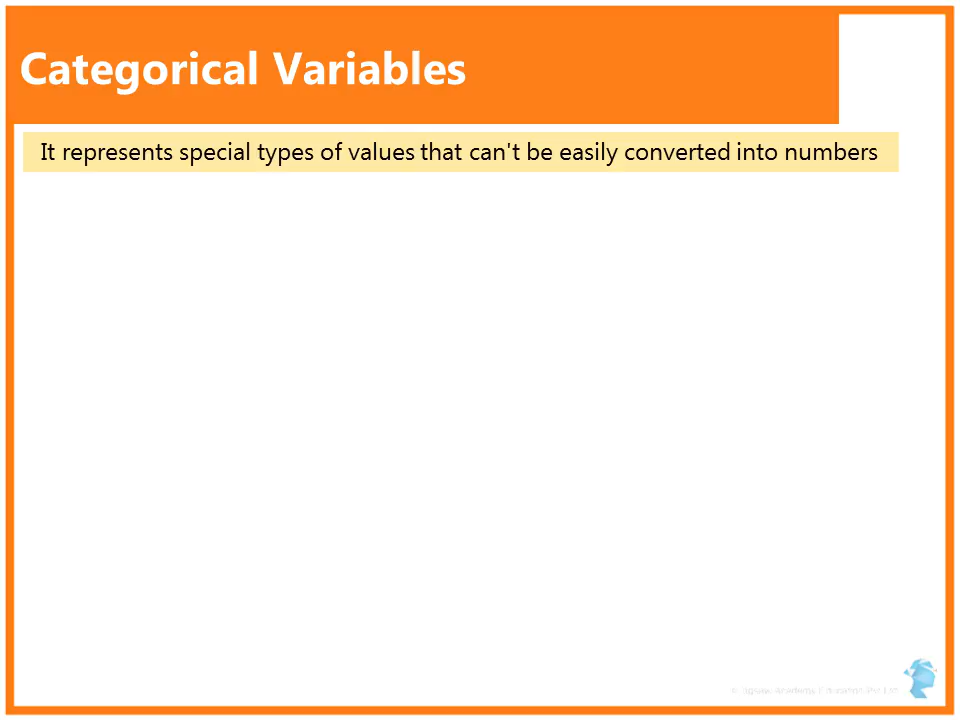 Categorical Variables
It represents special types of values that can't be easily converted into numbers